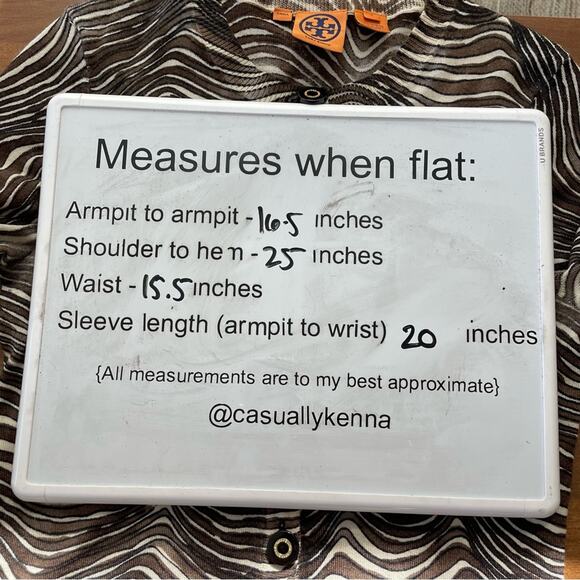 U BRANDS
Measures when flat:
Armpit to armpit - 16.5 inches
Shoulder to hem - 25 inches
Waist - 15.5 inches
Sleeve length (armpit to wrist) 20 inches
{All measurements are to my best approximate}
@casuallykenna